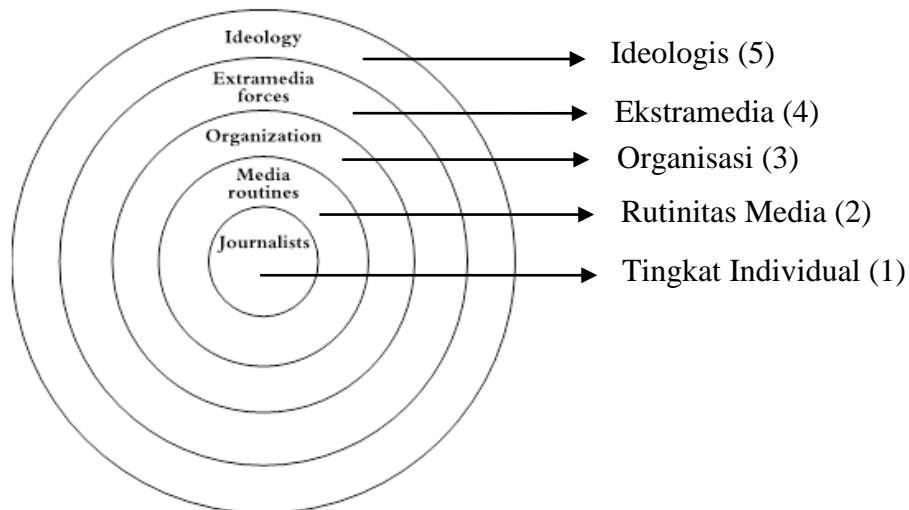 Ideology
Ideologis (5)
Extramedia
forces
Ekstramedia (4)
Organization
Organisasi (3)
Media
routines
Rutinitas Media (2)
Journalists
Tingkat Individual (1)